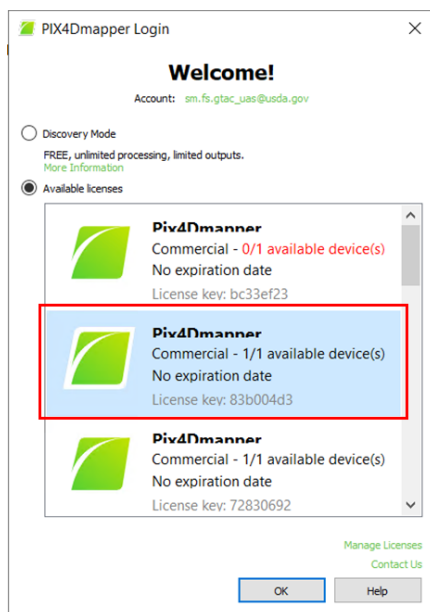 PIX4Dmapper Login
Welcome!
Account: sm.fs.gtac_uas@usda.gov
Discovery Mode
FREE, unlimited processing, limited outputs.
More Information
Available licenses
Pix4Dmapper
Commercial - 0/1 available device(s)
No expiration date
License key: bc33ef23
Pix4Dmapper
Commercial - 1/1 available device(s)
No expiration date
License key: 83b004d3
Pix4Dmapper
Commercial - 1/1 available device(s)
No expiration date
License key: 72830692
Manage Licenses
Contact Us
OK
Help